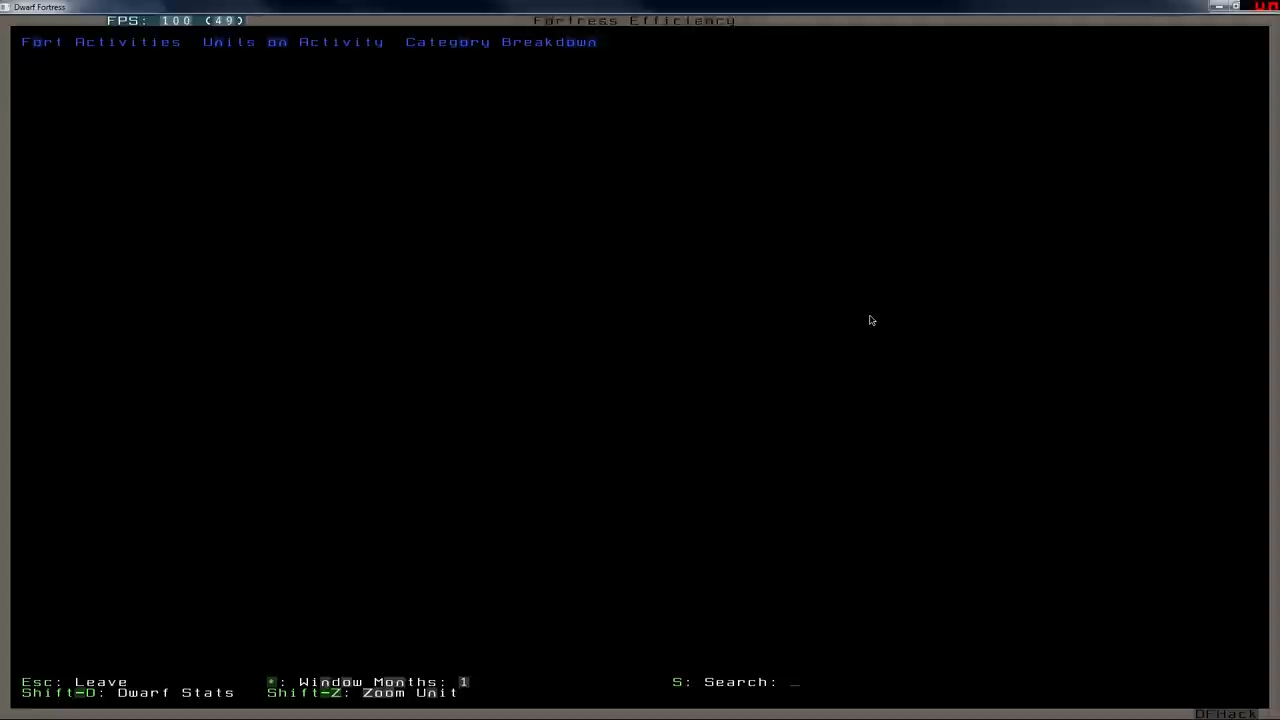 Dwarf Fortress
FPS: 100 (49) Fortress Efficiency
Fort Activities Units on Activity Category Breakdown
Esc: Leave *: Window Months: 1 S: Search: _
Shift-D: Dwarf Stats Shift-Z: Zoom Unit
DFHack